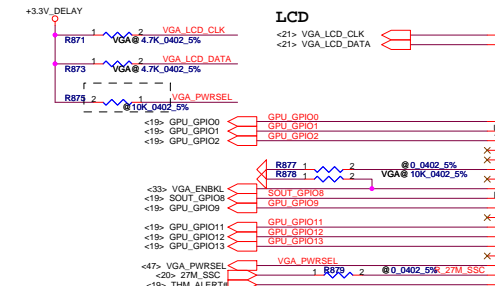 +3.3V_DELAY
LCD
R871 1 2 VGA_LCD_CLK
VGA@ 4.7K_0402_5%
<21> VGA_LCD_CLK
<21> VGA_LCD_DATA
R873 1 2 VGA_LCD_DATA
VGA@ 4.7K_0402_5%
R875 2 1 VGA_PWRSEL
@10K_0402_5%
<19> GPU_GPIO0 GPU_GPIO0
<19> GPU_GPIO1 GPU_GPIO1
<19> GPU_GPIO2 GPU_GPIO2
R877 1 2 @0_0402_5%
R878 1 2 VGA@ 10K_0402_5%
<33> VGA_ENBKL
<19> SOUT_GPIO8 SOUT_GPIO8
<19> GPU_GPIO9 GPU_GPIO9
<19> GPU_GPIO11 GPU_GPIO11
<19> GPU_GPIO12 GPU_GPIO12
<19> GPU_GPIO13 GPU_GPIO13
<47> VGA_PWRSEL VGA_PWRSEL
<20> 27M_SSC 1 R879 2 @0_0402_5% R_27M_SSC
<19> THM_ALERT#